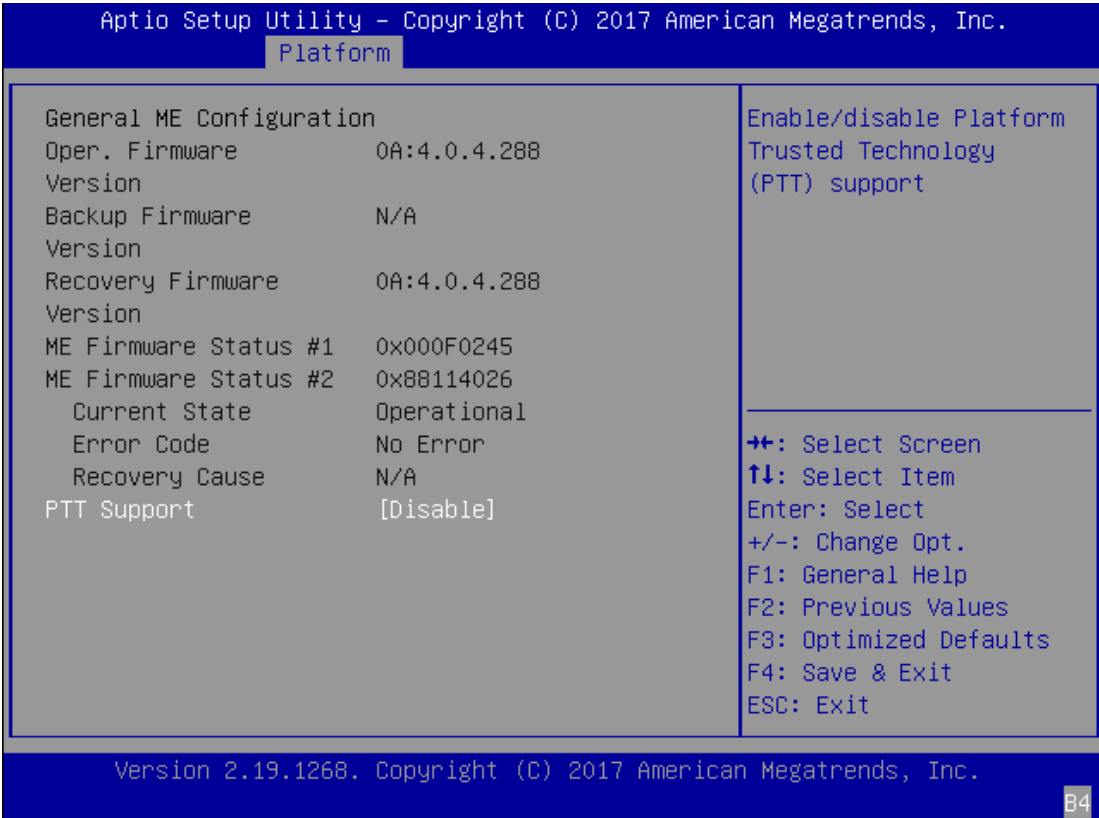 Aptio Setup Utility – Copyright (C) 2017 American Megatrends, Inc.
Platform
General ME Configuration
Oper. Firmware 0A:4.0.4.288
Version
Backup Firmware N/A
Version
Recovery Firmware 0A:4.0.4.288
Version
ME Firmware Status #1 0x000F0245
ME Firmware Status #2 0x88114026
Current State Operational
Error Code No Error
Recovery Cause N/A
PTT Support [Disable]
Enable/disable Platform
Trusted Technology
(PTT) support
→←: Select Screen
↑↓: Select Item
Enter: Select
+/-: Change Opt.
F1: General Help
F2: Previous Values
F3: Optimized Defaults
F4: Save & Exit
ESC: Exit
Version 2.19.1268. Copyright (C) 2017 American Megatrends, Inc.
B4